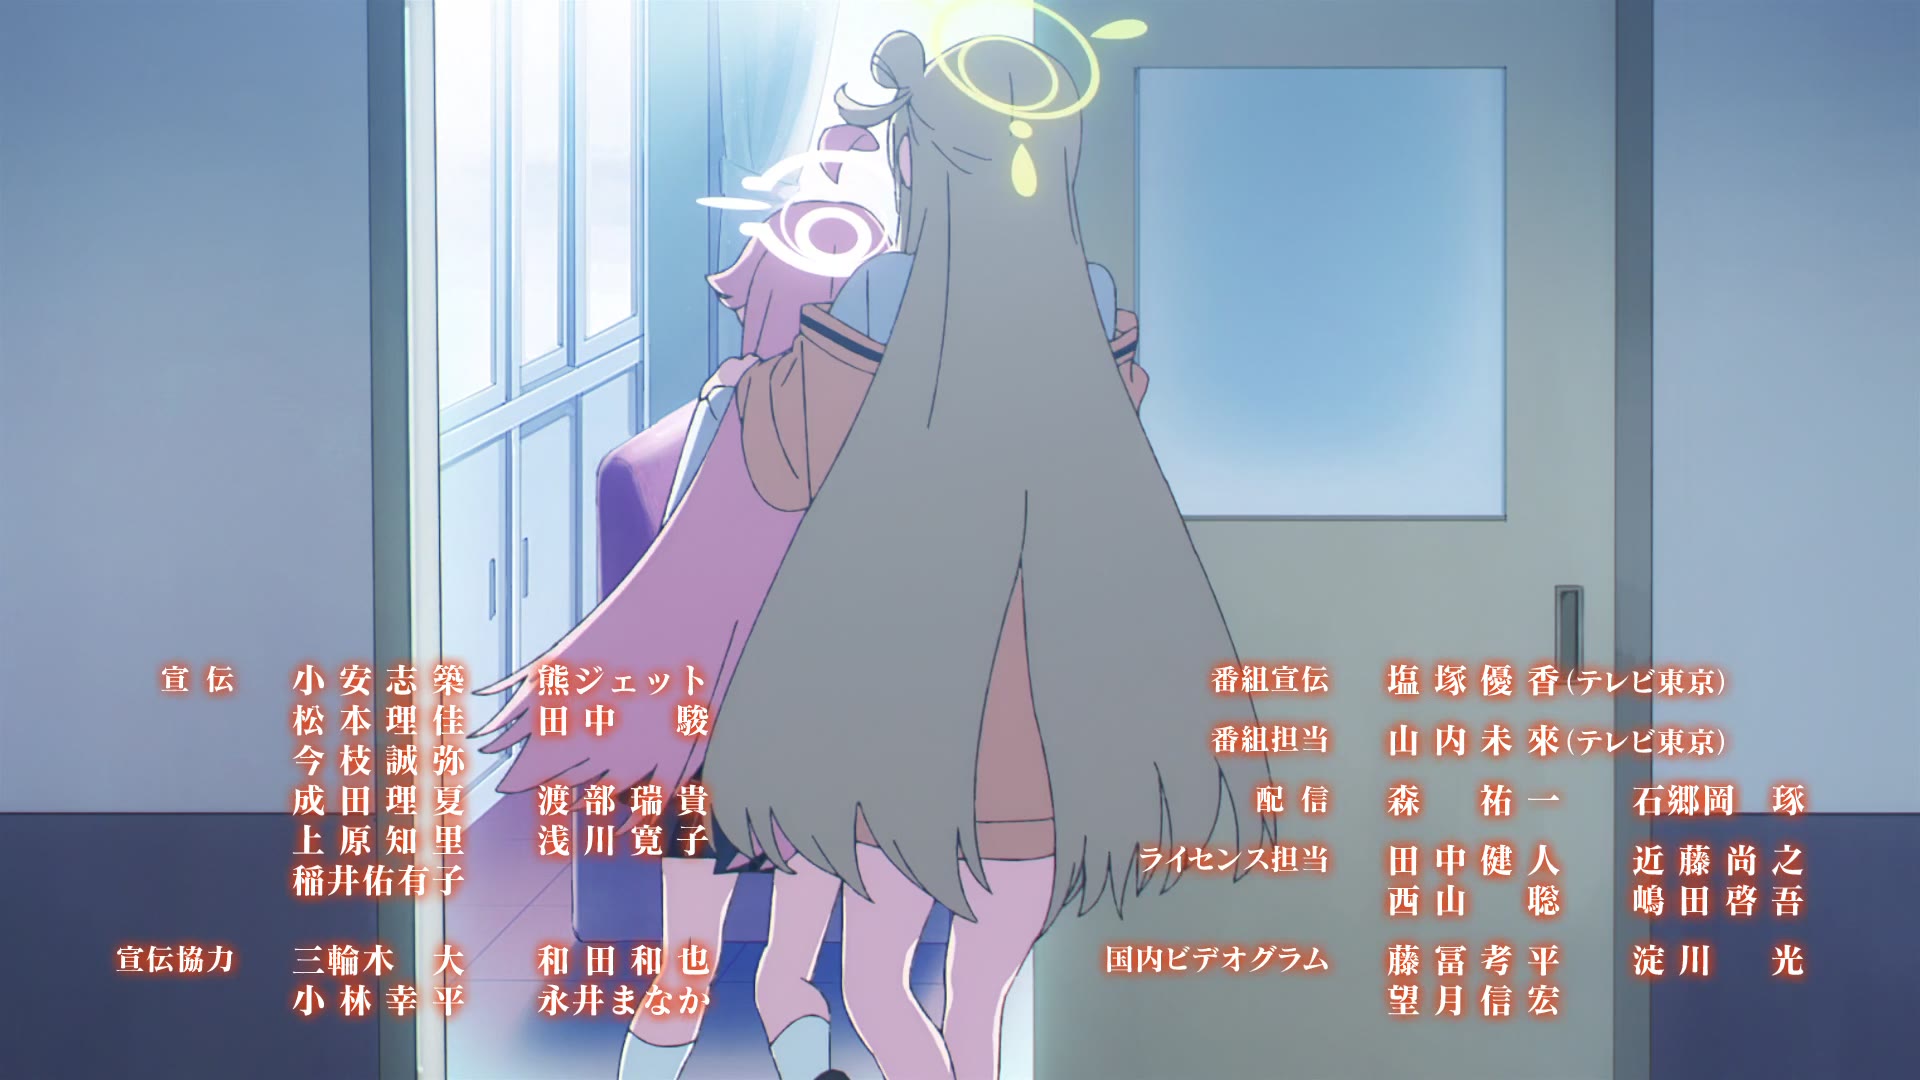 宣伝 小安志築 熊ジェット
松本理佳 田中駿
今枝誠弥
成田理夏 渡部瑞貴
上原知里 浅川寛子
稲井佑有子
宣伝協力 三輪木大 和田和也
小林幸平 永井まなか
番組宣伝 塩塚優香(テレビ東京)
番組担当 山内未來(テレビ東京)
配信 森祐一 石郷岡琢
ライセンス担当 田中健人 近藤尚之
西山聡 嶋田啓吾
国内ビデオグラム 藤冨考平 淀川光
望月信宏